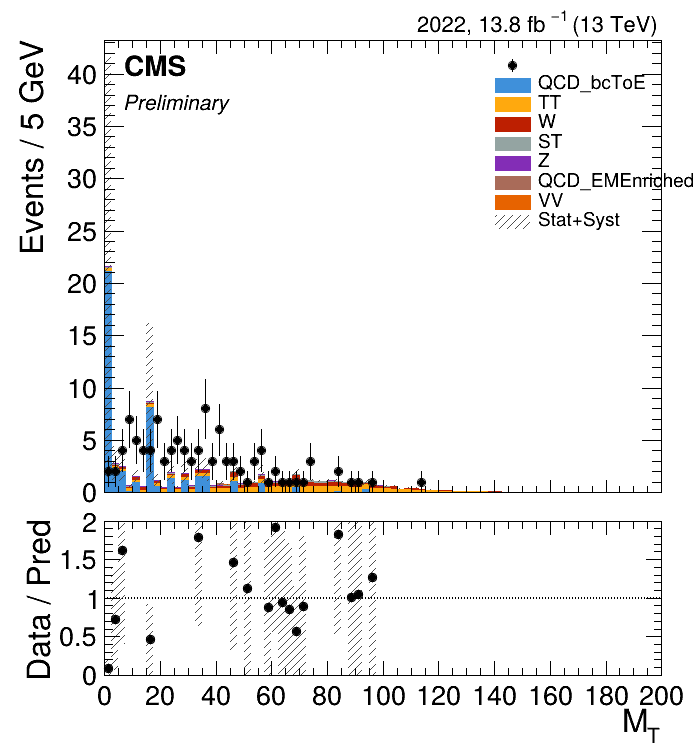 2022, 13.8 fb⁻¹ (13 TeV)
Events / 5 GeV
CMS
Preliminary
QCD_bcToE
TT
W
ST
Z
QCD_EMEnriched
VV
Stat+Syst
40
35
30
25
20
15
10
5
0
Data / Pred
2
1.5
1
0.5
0
0 20 40 60 80 100 120 140 160 180 200
M_T